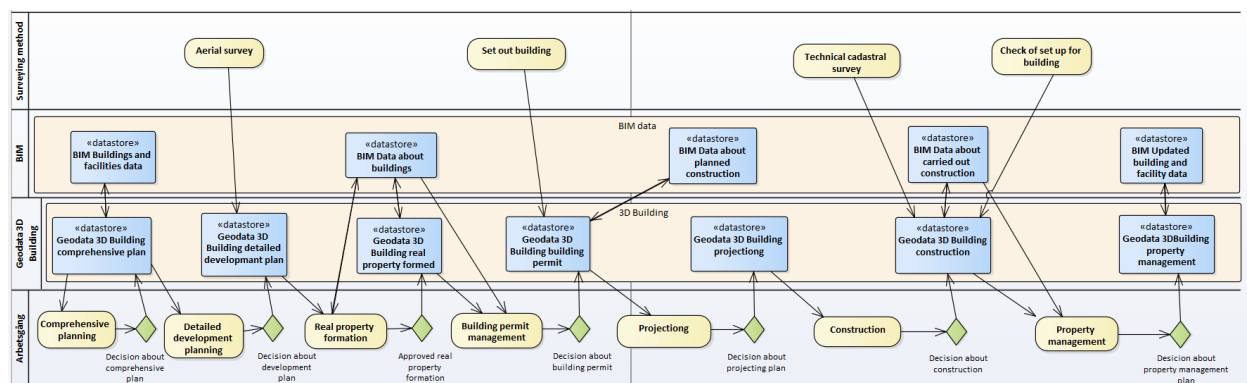 Surveying method
Aerial survey
Set out building
Technical cadastral
survey
Check of set up for
building
BIM
BIM data
«datastore»
BIM Buildings and
facilities data
«datastore»
BIM Data about
buildings
«datastore»
BIM Data about
planned
construction
«datastore»
BIM Data about
carried out
construction
«datastore»
BIM Updated
building and
facility data
Geodata 3D
Building
3D Building
«datastore»
Geodata 3D Building
comprehensive plan
«datastore»
Geodata 3D
Building detailed
developmant plan
«datastore»
Geodata 3D
Building real
property formed
«datastore»
Geodata 3D
Building building
permit
«datastore»
Geodata 3D Building
projectiong
«datastore»
Geodata 3D Building
construction
«datastore»
Geodata 3DBuilding
property
management
Arbetsgång
Comprehensive
planning
Decision about
comprehensive
plan
Detailed
development
planning
Decision about
development
plan
Real property
formation
Approved real
property
formation
Building permit
management
Decision about
building permit
Projectiong
Decision about
projecting plan
Construction
Decision about
construction
Property
management
Desicion about
property management
plan